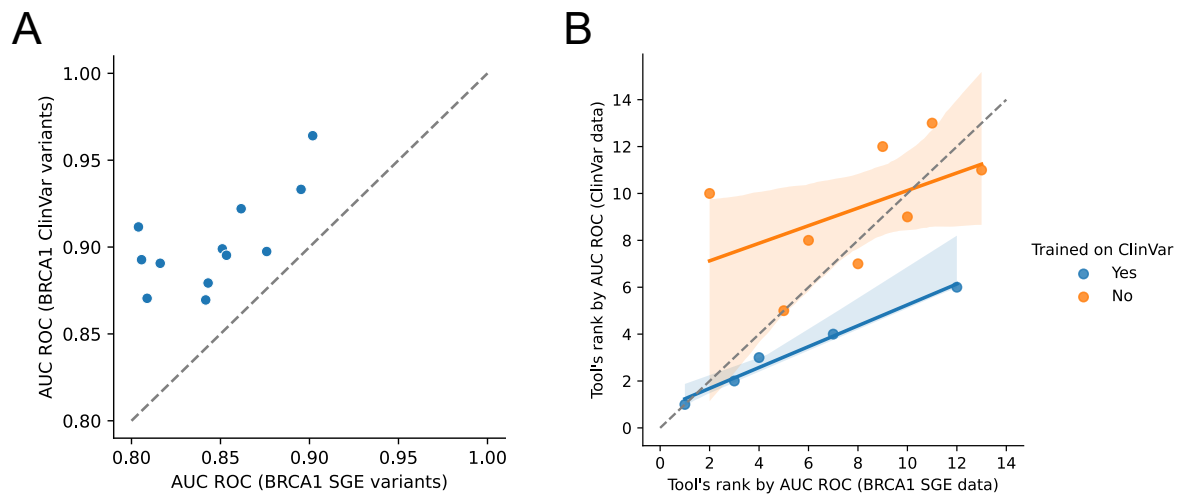 A
AUC ROC (BRCA1 ClinVar variants)
1.00
0.95
0.90
0.85
0.80
0.80 0.85 0.90 0.95 1.00
AUC ROC (BRCA1 SGE variants)
B
Tool's rank by AUC ROC (ClinVar data)
14
12
10
8
6
4
2
0
0 2 4 6 8 10 12 14
Tool's rank by AUC ROC (BRCA1 SGE data)
Trained on ClinVar
Yes
No